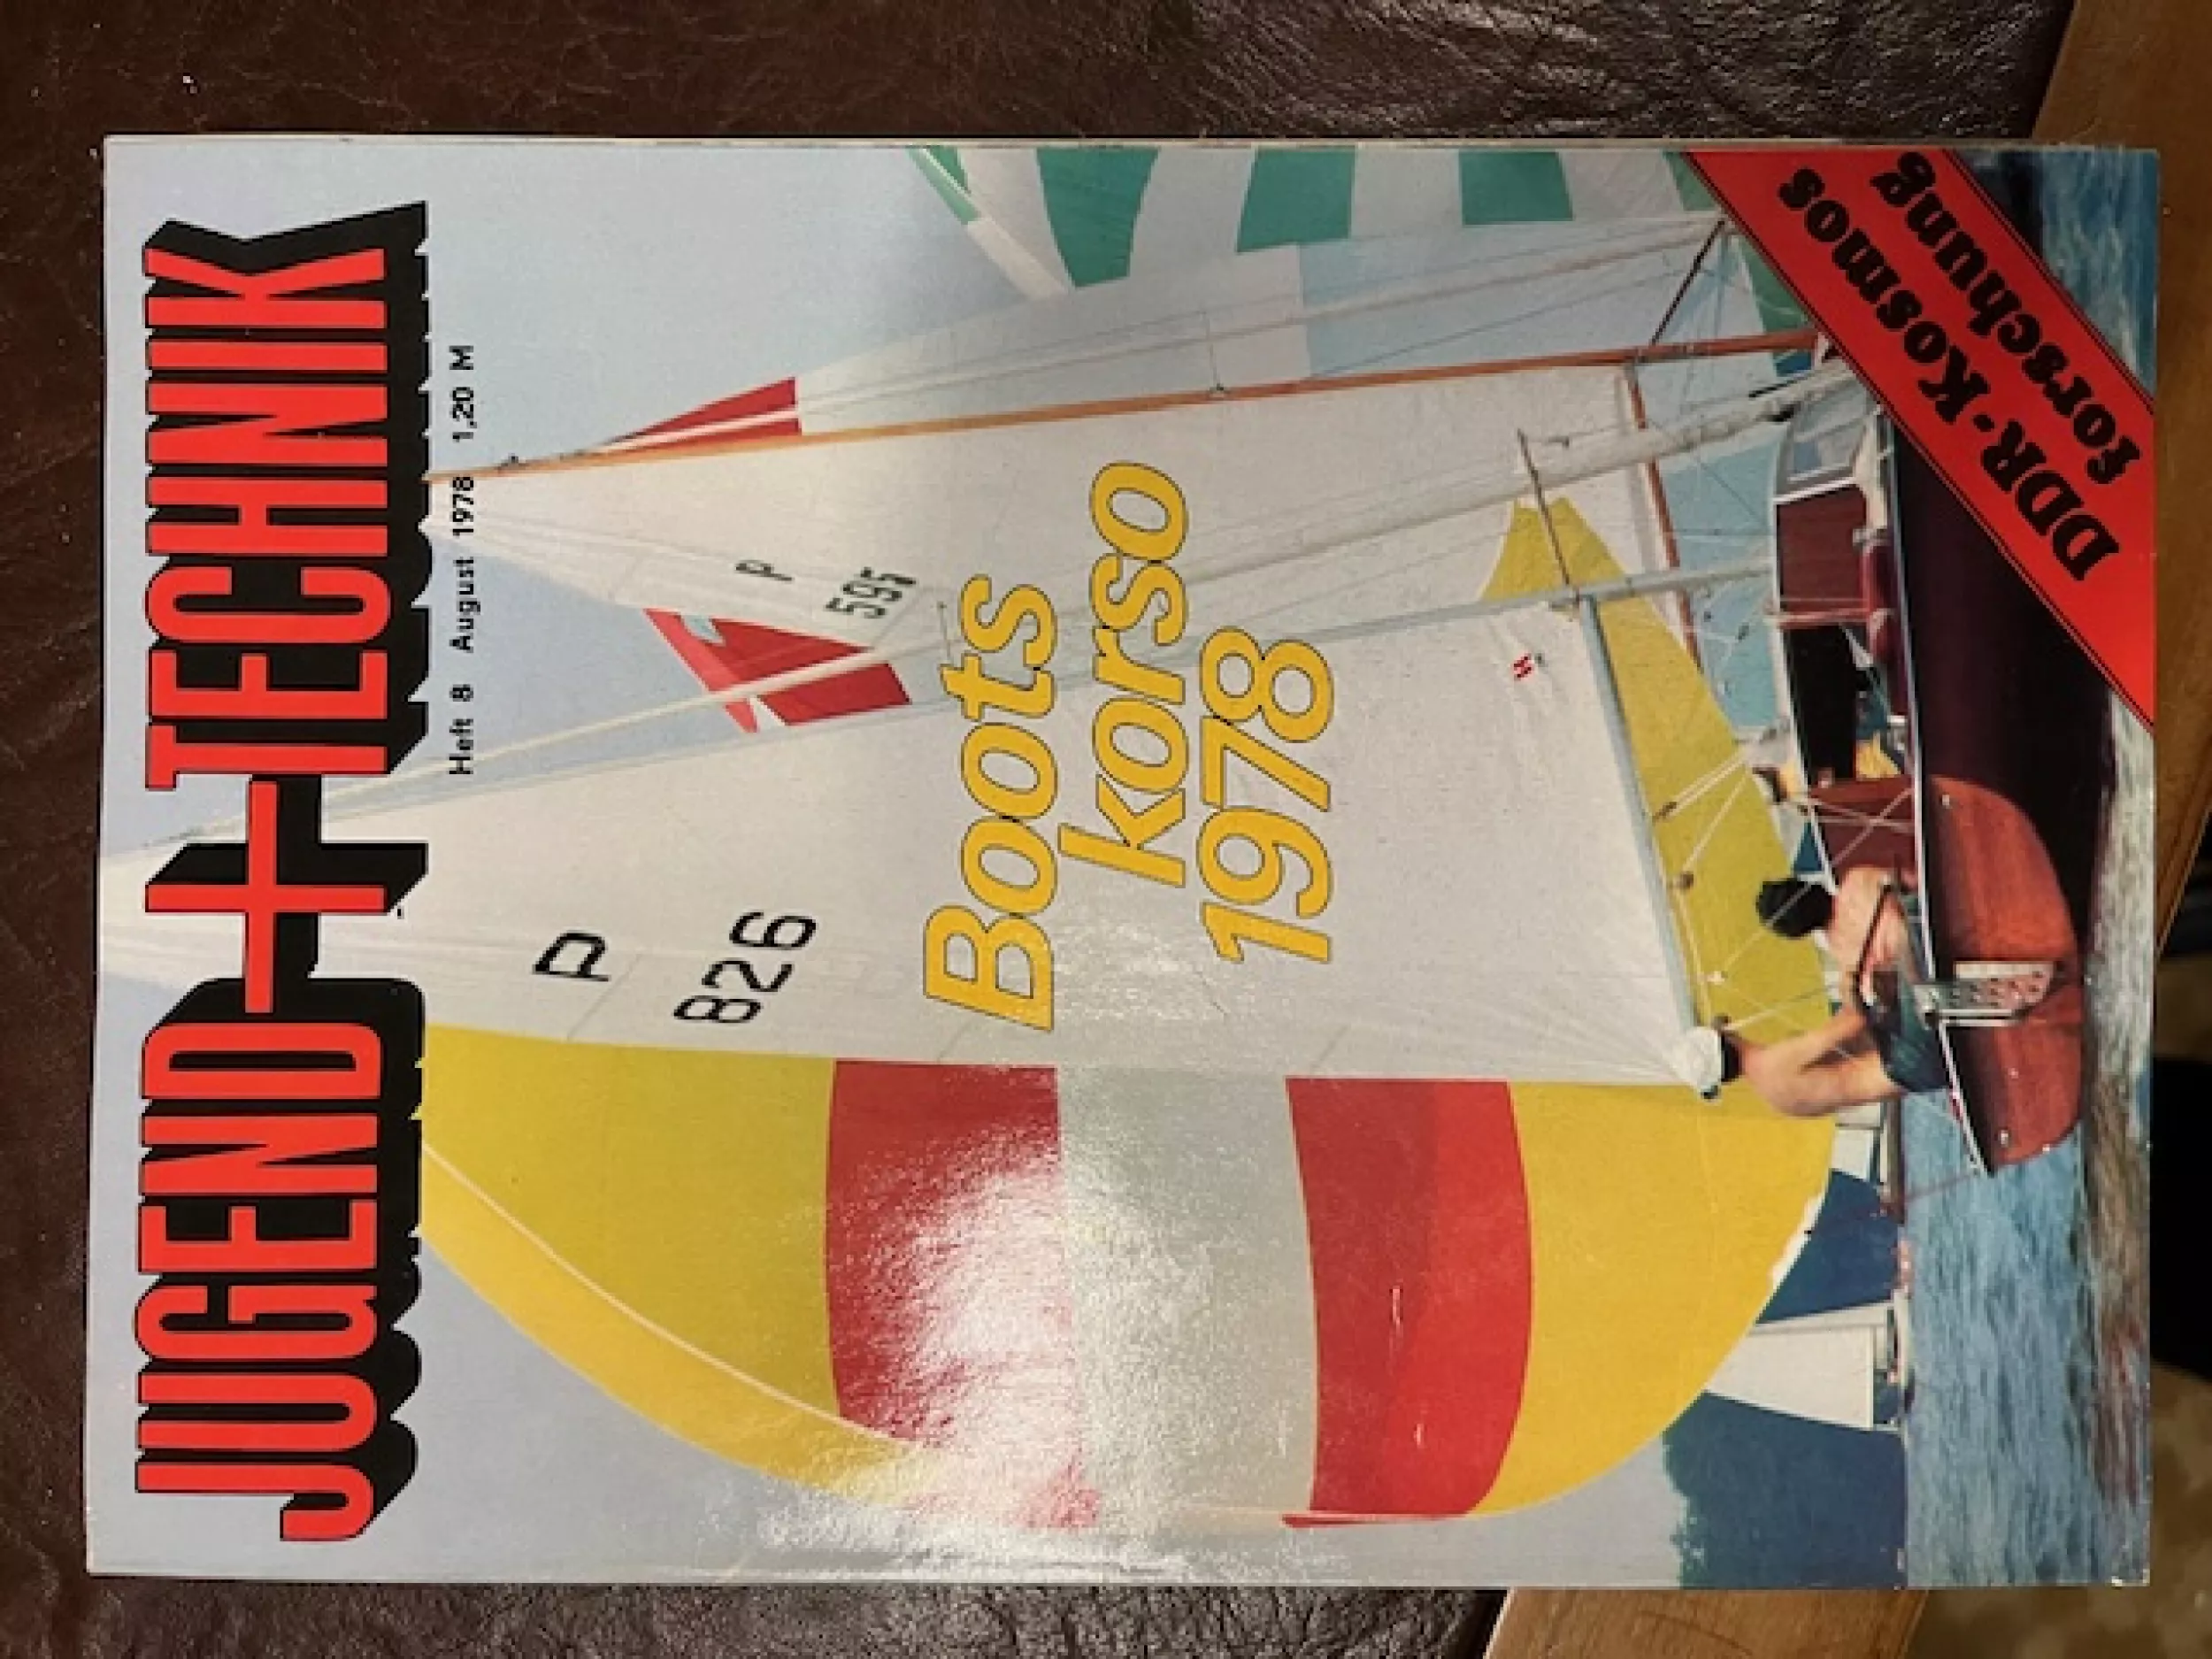 JUGEND+TECHNIK
Heft 8 August 1978 1,20 M
P
595
P
826
Boots
korso
1978
DDR-Kosmos
forschung